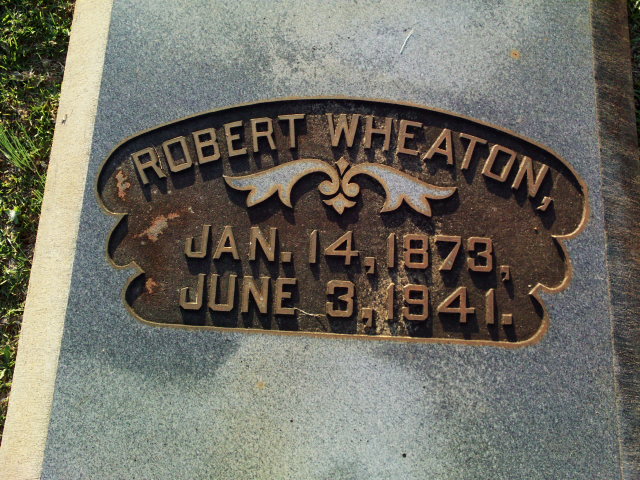 ROBERT WHEATON,
JAN. 14, 1873,
JUNE 3, 1941.